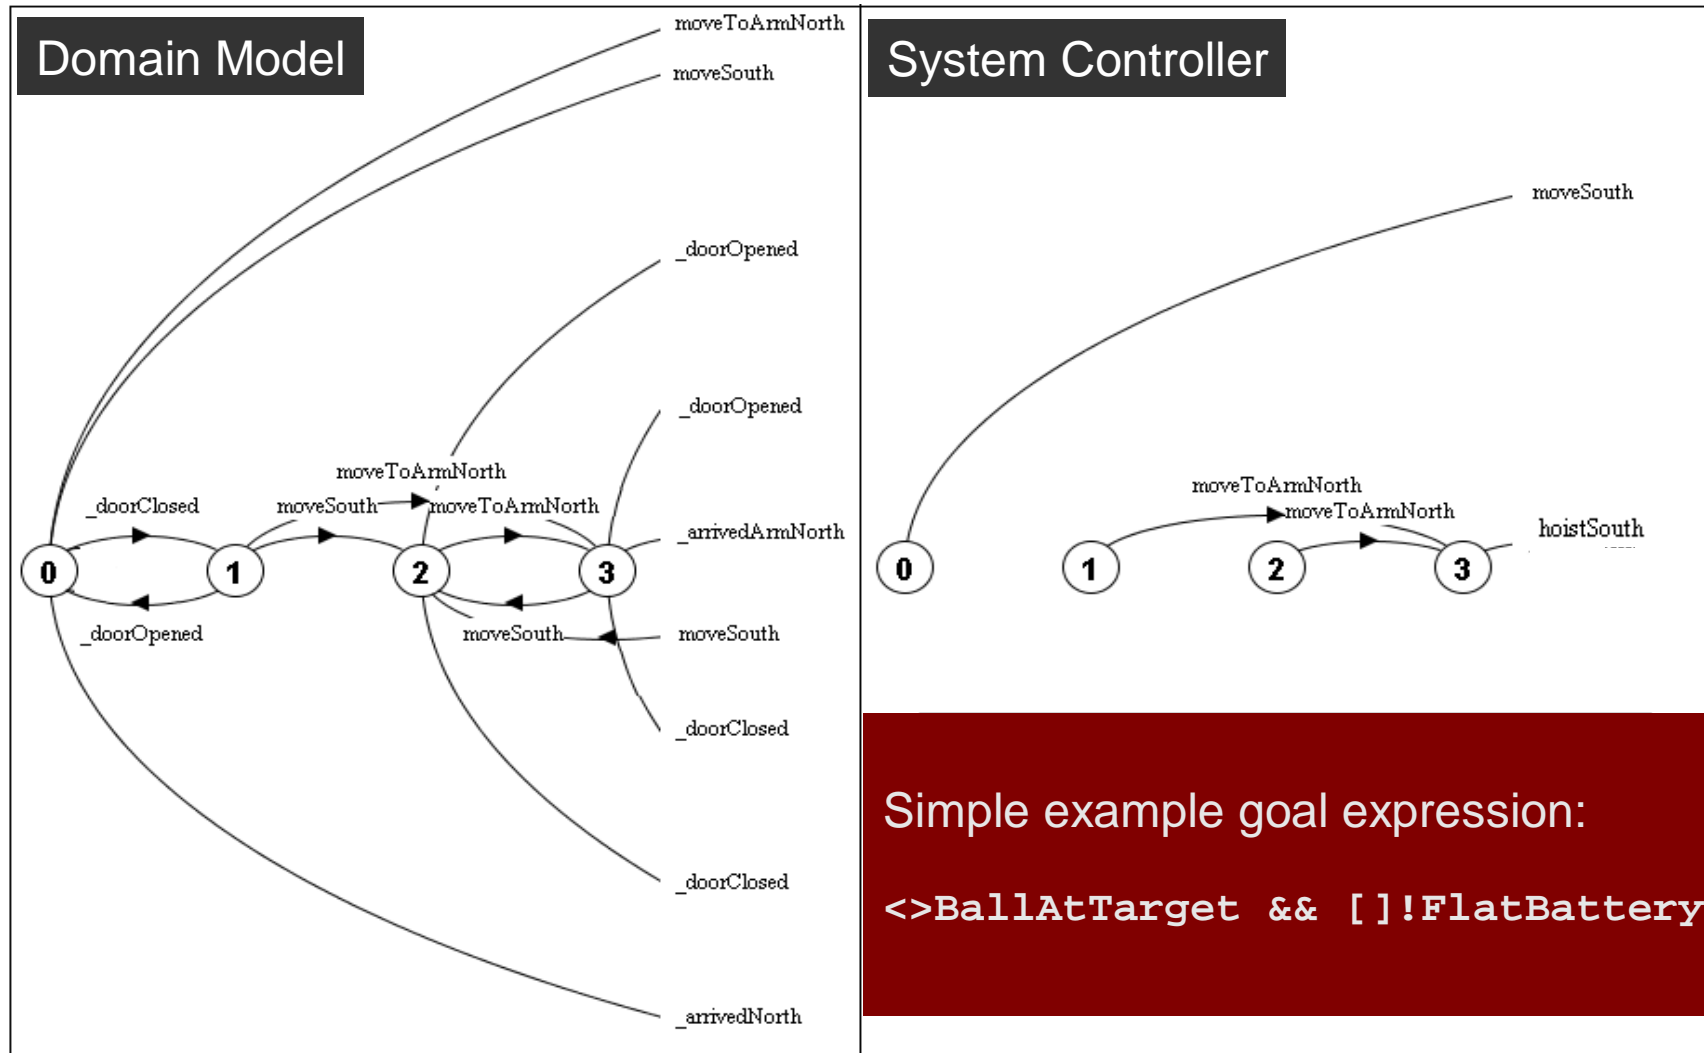 Domain Model
moveToArmNorth
moveSouth
_doorOpened
_doorOpened
moveToArmNorth
_doorClosed
moveSouth
moveToArmNorth
_arrivedArmNorth
0
1
2
3
_doorOpened
moveSouth
moveSouth
_doorClosed
_doorClosed
_arrivedNorth
System Controller
moveSouth
moveToArmNorth
moveToArmNorth
hoistSouth
0
1
2
3
Simple example goal expression:
<>BallAtTarget && []!FlatBattery